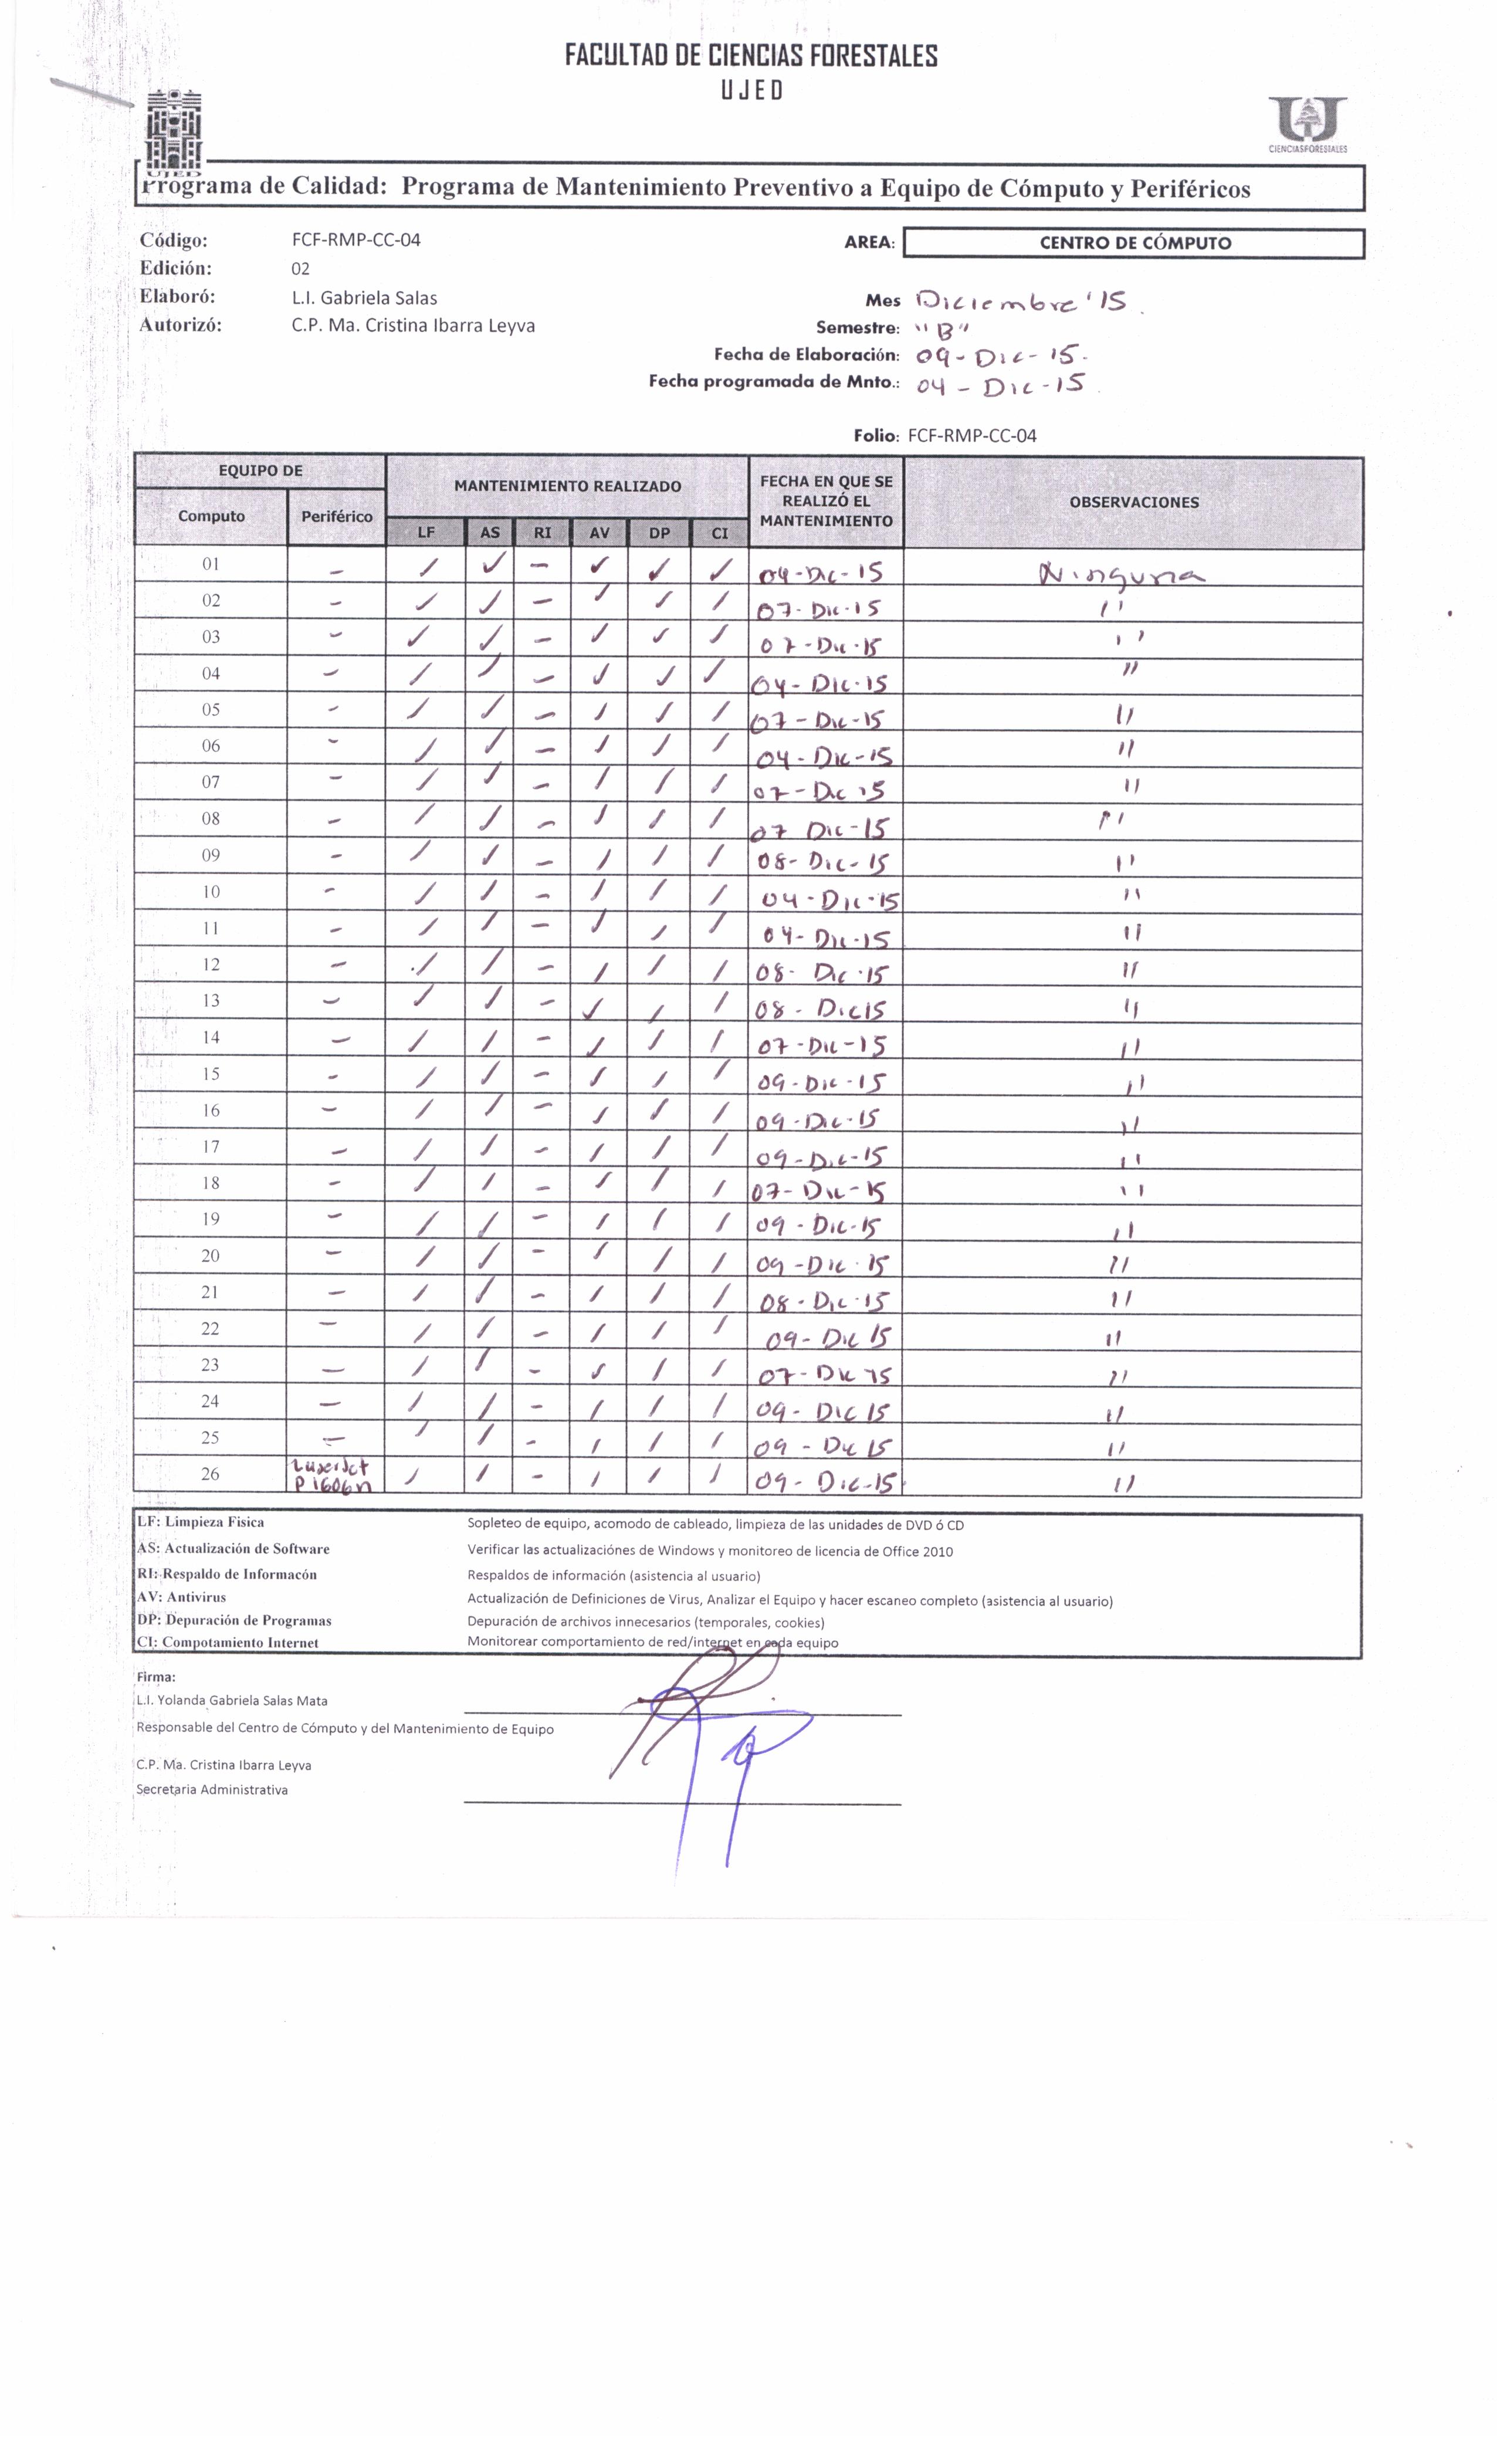 FACULTAD DE CIENCIAS FORESTALES
UJED
UJED
CIENCIASFORESTALES
Programa de Calidad: Programa de Mantenimiento Preventivo a Equipo de Cómputo y Periféricos
Código: FCF-RMP-CC-04
AREA: CENTRO DE CÓMPUTO
Edición: 02
Elaboró: L.I. Gabriela Salas
Mes Diciembre '15.
Autorizó: C.P. Ma. Cristina Ibarra Leyva
Semestre: "B"
Fecha de Elaboración: 09-Dic-15.
Fecha programada de Mnto.: 04-Dic-15.
Folio: FCF-RMP-CC-04
EQUIPO DE MANTENIMIENTO REALIZADO FECHA EN QUE SE REALIZÓ EL MANTENIMIENTO OBSERVACIONES
Computo Periférico LF AS RI AV DP CI
01 - ✓ ✓ - ✓ ✓ ✓ 04-Dic-15 Ninguna
02 - ✓ ✓ - ✓ ✓ ✓ 07-Dic-15 "
03 - ✓ ✓ - ✓ ✓ ✓ 07-Dic-15 "
04 - ✓ ✓ - ✓ ✓ ✓ 04-Dic-15 "
05 - ✓ ✓ - ✓ ✓ ✓ 07-Dic-15 "
06 - ✓ ✓ - ✓ ✓ ✓ 04-Dic-15 "
07 - ✓ ✓ - ✓ ✓ ✓ 07-Dic 15 "
08 - ✓ ✓ - ✓ ✓ ✓ 07 Dic-15 "
09 - ✓ ✓ - ✓ ✓ ✓ 08-Dic-15 "
10 - ✓ ✓ - ✓ ✓ ✓ 04-Dic-15 "
11 - ✓ ✓ - ✓ ✓ ✓ 04-Dic-15 "
12 - ✓ ✓ - ✓ ✓ ✓ 08-Dic-15 "
13 - ✓ ✓ - ✓ ✓ ✓ 08-Dic15 "
14 - ✓ ✓ - ✓ ✓ ✓ 07-Dic-15 "
15 - ✓ ✓ - ✓ ✓ ✓ 09-Dic-15 "
16 - ✓ ✓ - ✓ ✓ ✓ 09-Dic-15 "
17 - ✓ ✓ - ✓ ✓ ✓ 09-Dic-15 "
18 - ✓ ✓ - ✓ ✓ ✓ 07-Dic-15 "
19 - ✓ ✓ - ✓ ✓ ✓ 09-Dic-15 "
20 - ✓ ✓ - ✓ ✓ ✓ 09-Dic-15 "
21 - ✓ ✓ - ✓ ✓ ✓ 08-Dic-15 "
22 - ✓ ✓ - ✓ ✓ ✓ 09-Dic 15 "
23 - ✓ ✓ - ✓ ✓ ✓ 07-Dic 15 "
24 - ✓ ✓ - ✓ ✓ ✓ 09-Dic 15 "
25 - ✓ ✓ - ✓ ✓ ✓ 09-Dic 15 "
26 LaserJet P1606n ✓ ✓ - ✓ ✓ ✓ 09-Dic-15 "
LF: Limpieza Fisica Sopleteo de equipo, acomodo de cableado, limpieza de las unidades de DVD ó CD
AS: Actualización de Software Verificar las actualizaciónes de Windows y monitoreo de licencia de Office 2010
RI: Respaldo de Informacón Respaldos de información (asistencia al usuario)
AV: Antivirus Actualización de Definiciones de Virus, Analizar el Equipo y hacer escaneo completo (asistencia al usuario)
DP: Depuración de Programas Depuración de archivos innecesarios (temporales, cookies)
CI: Compotamiento Internet Monitorear comportamiento de red/internet en cada equipo
Firma:
L.I. Yolanda Gabriela Salas Mata
Responsable del Centro de Cómputo y del Mantenimiento de Equipo
C.P. Ma. Cristina Ibarra Leyva
Secretaria Administrativa